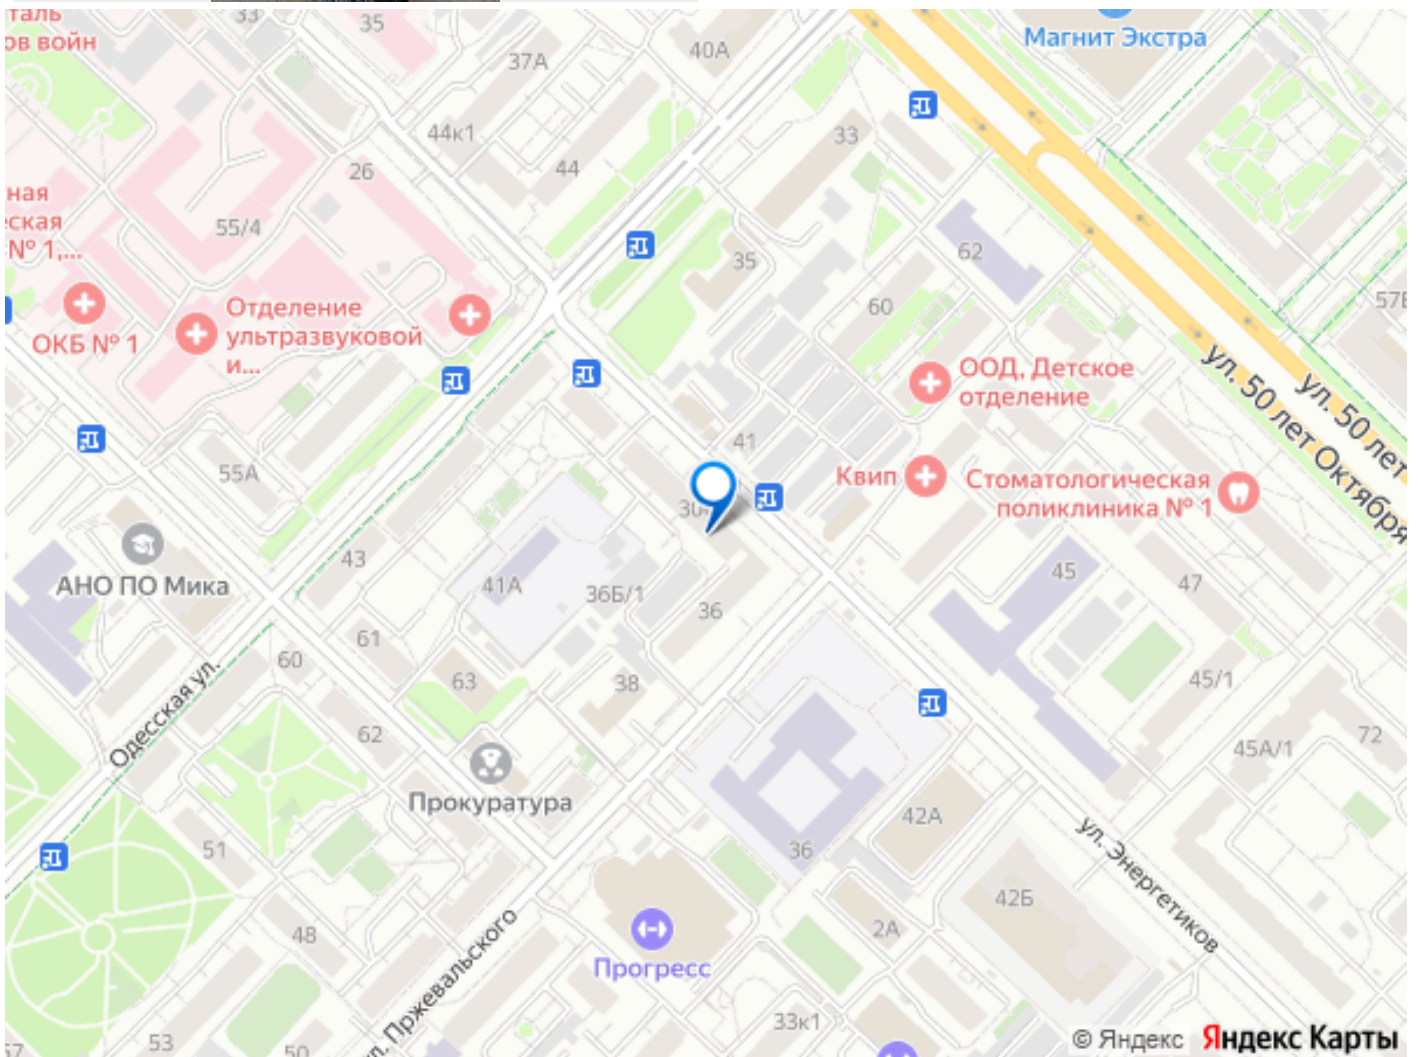 таль
ов войн
33
35
37А
40А
Магнит Экстра
44к1
44
33
26
ная
еская
№ 1,...
55/4
35
62
57Б
60
Отделение
ультразвуковой
и...
ОКБ № 1
ООД, Детское
отделение
ул. 50 лет
ул. 50 лет Октября
41
55А
Квип
Стоматологическая
поликлиника № 1
43
АНО ПО Мика
41А
36Б/1
36
45
47
61
60
63
38
45/1
Одесская ул.
62
72
45А/1
Прокуратура
42А
51
36
ул. Энергетиков
42Б
48
2А
Прогресс
ул. Пржевальского
33к1
53
57
50
© Яндекс Яндекс Карты